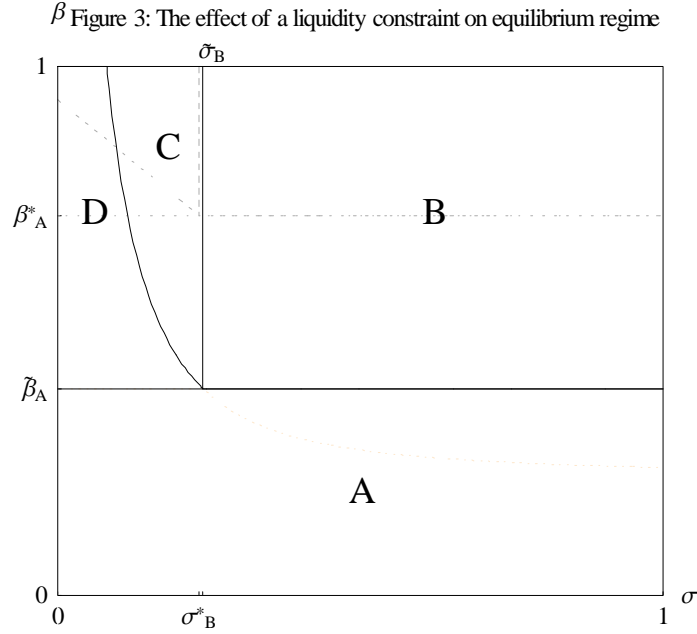 β Figure 3: The effect of a liquidity constraint on equilibrium regime
σ̃B
1
C
D
β*A
B
β̃A
A
0
σ
0
σ*B
1